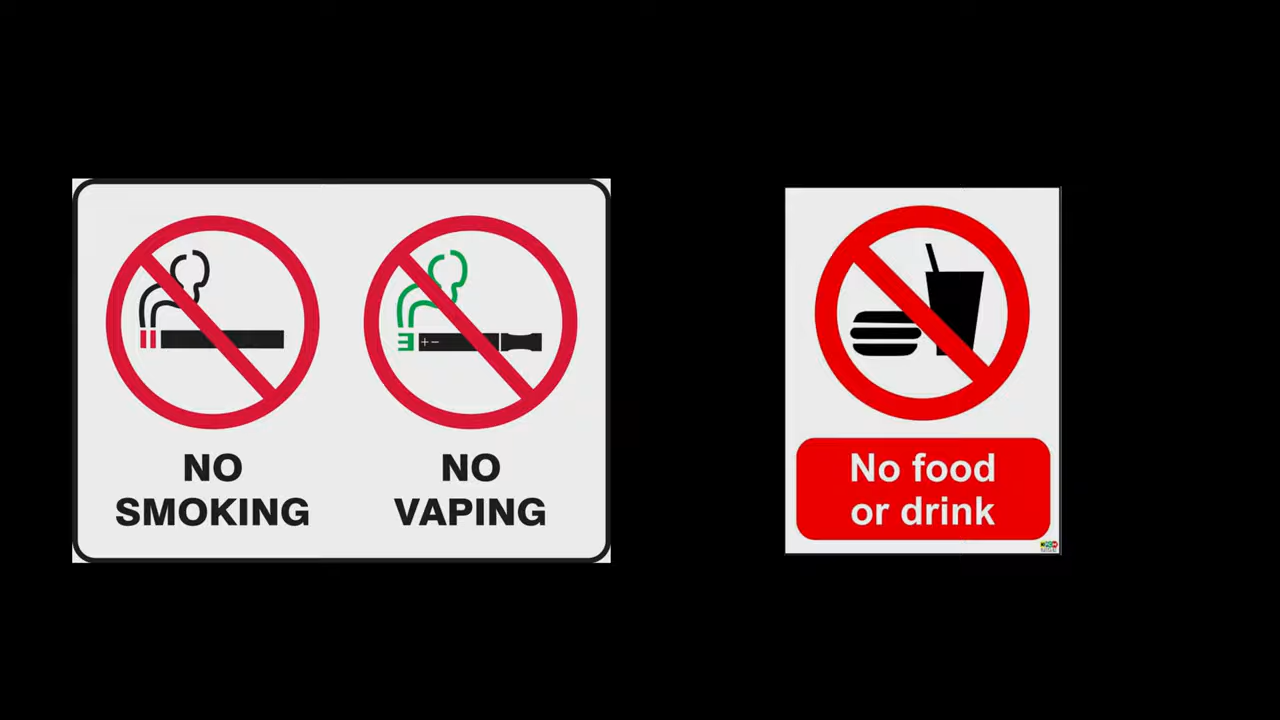 NO
SMOKING
NO
VAPING
No food
or drink